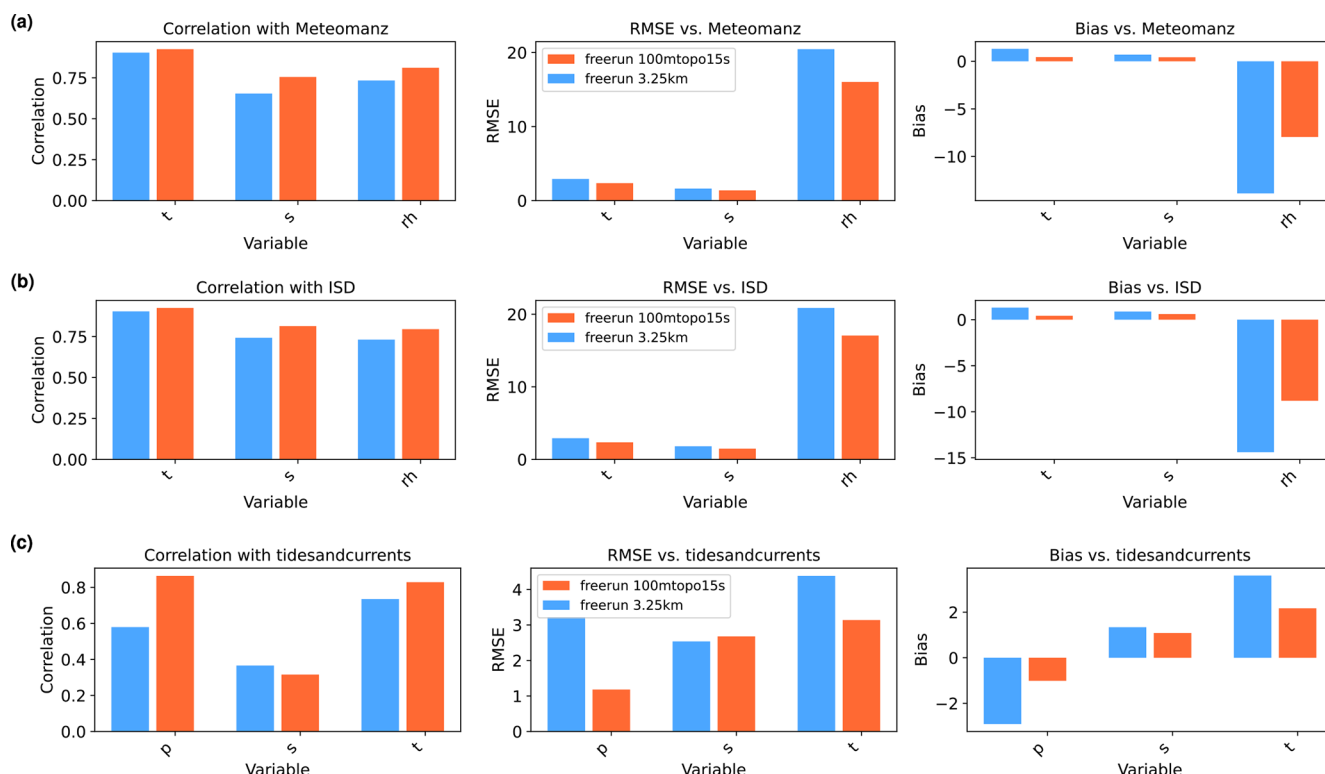 (a)
Correlation with Meteomanz
Correlation
0.75
0.50
0.25
0.00
t
s
rh
Variable
RMSE vs. Meteomanz
RMSE
20
10
0
freerun 100mtopo15s
freerun 3.25km
t
s
rh
Variable
Bias vs. Meteomanz
Bias
0
−5
−10
t
s
rh
Variable
(b)
Correlation with ISD
Correlation
0.75
0.50
0.25
0.00
t
s
rh
Variable
RMSE vs. ISD
RMSE
20
10
0
freerun 100mtopo15s
freerun 3.25km
t
s
rh
Variable
Bias vs. ISD
Bias
0
−5
−10
−15
t
s
rh
Variable
(c)
Correlation with tidesandcurrents
Correlation
0.8
0.6
0.4
0.2
0.0
p
s
t
Variable
RMSE vs. tidesandcurrents
RMSE
4
3
2
1
0
freerun 100mtopo15s
freerun 3.25km
p
s
t
Variable
Bias vs. tidesandcurrents
Bias
2
0
−2
p
s
t
Variable